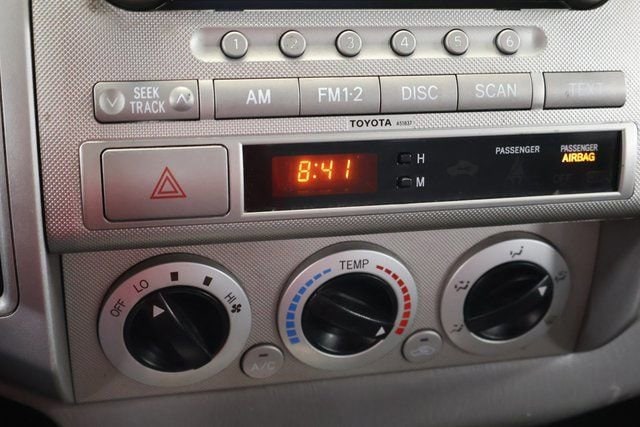 1 2 3 4 5 6
SEEK TRACK
AM FM1·2 DISC SCAN TEXT
TOYOTA 451837
8:41
H
M
PASSENGER
PASSENGER
AIRBAG
OFF
LO
HI
TEMP
A/C